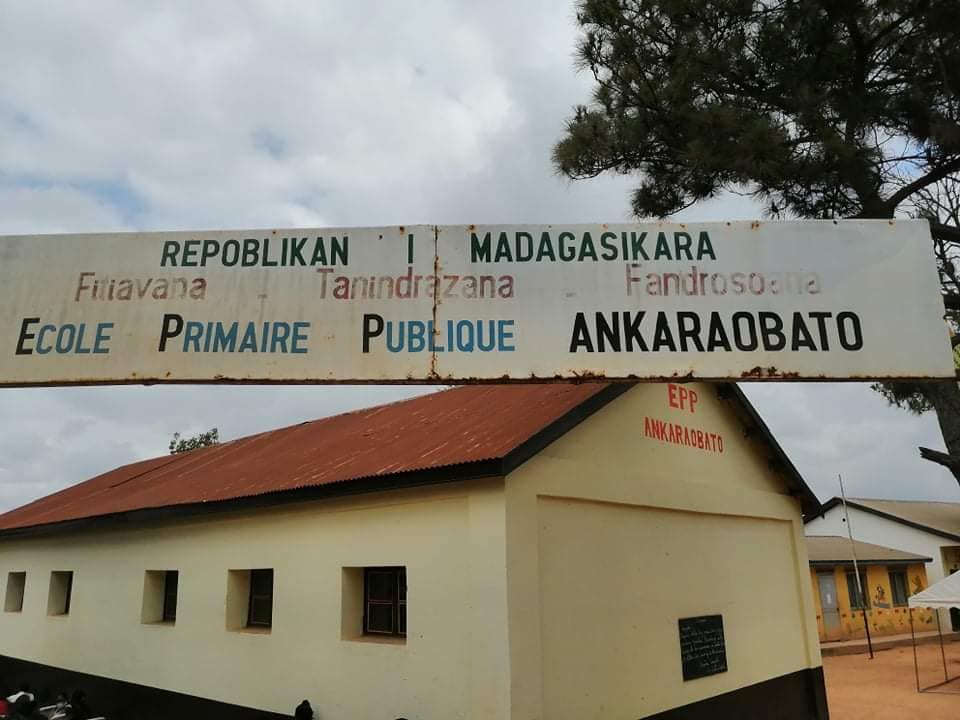 REPOBLIKAN ' I MADAGASIKARA
Fitiavana - Tanindrazana - Fandrosoana
ECOLE PRIMAIRE PUBLIQUE ANKARAOBATO
EPP
ANKARAOBATO